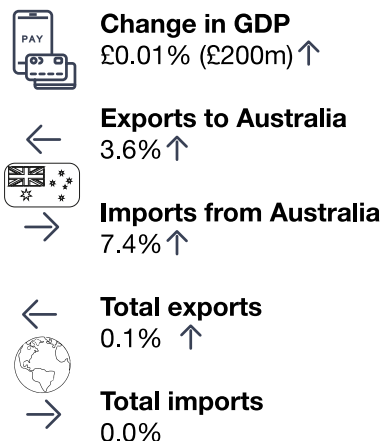 PAY
Change in GDP
£0.01% (£200m) ↑
Exports to Australia
3.6% ↑
Imports from Australia
7.4% ↑
Total exports
0.1% ↑
Total imports
0.0%